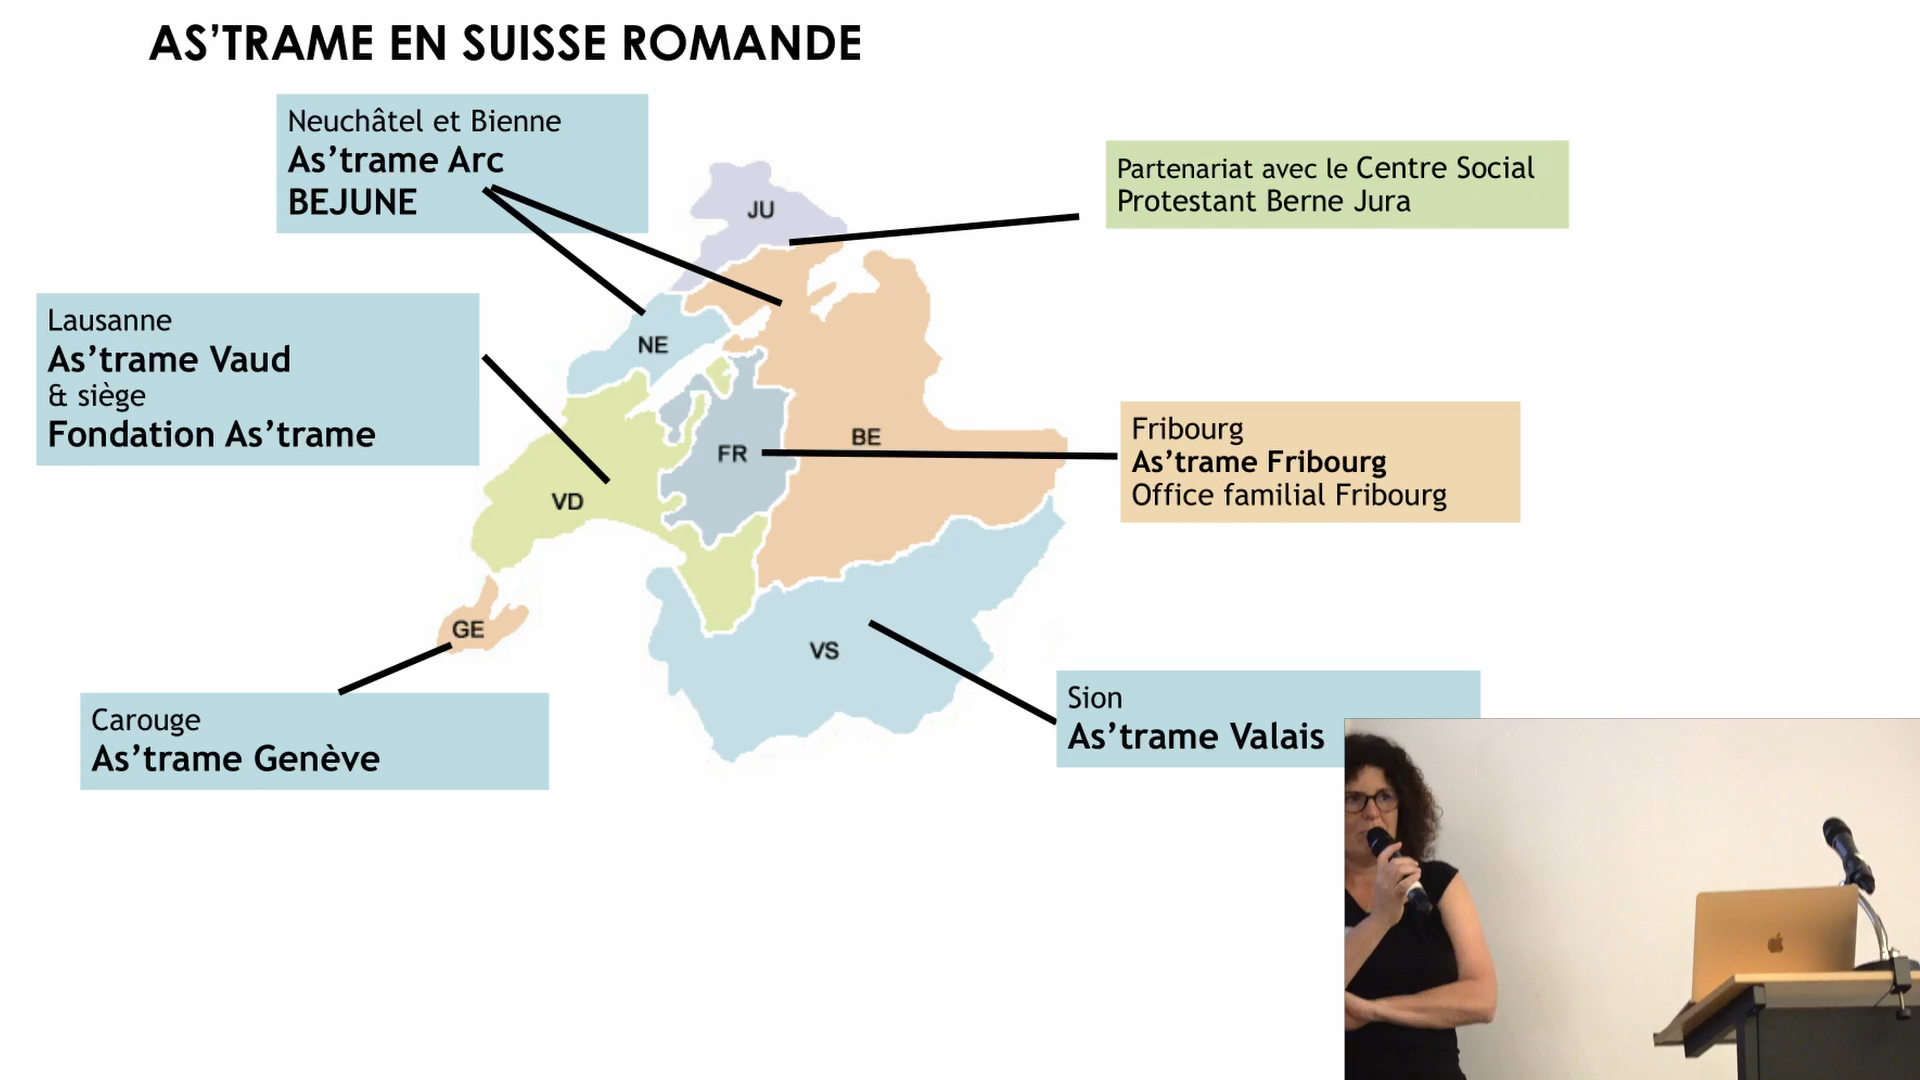 AS’TRAME EN SUISSE ROMANDE
Neuchâtel et Bienne
As’trame Arc
BEJUNE
Partenariat avec le Centre Social
Protestant Berne Jura
Lausanne
As’trame Vaud
& siège
Fondation As’trame
JU
NE
BE
FR
VD
GE
VS
Fribourg
As’trame Fribourg
Office familial Fribourg
Carouge
As’trame Genève
Sion
As’trame Valais